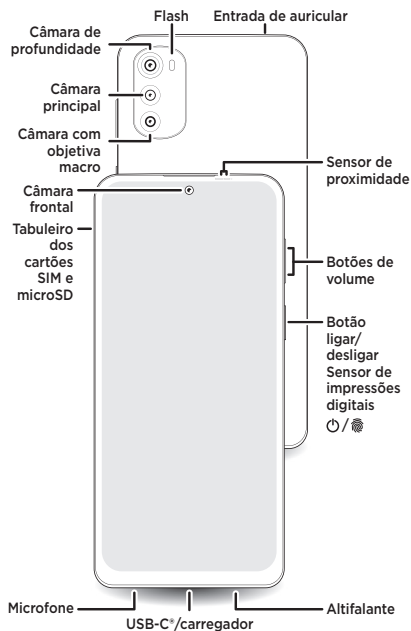 Flash
Entrada de auricular
Câmara de
profundidade
Câmara
principal
Câmara com
objetiva
macro
Câmara
frontal
Tabuleiro
dos
cartões
SIM e
microSD
Sensor de
proximidade
Botões de
volume
Botão
ligar/
desligar
Sensor de
impressões
digitais
/
Microfone
USB-C®/carregador
Altifalante